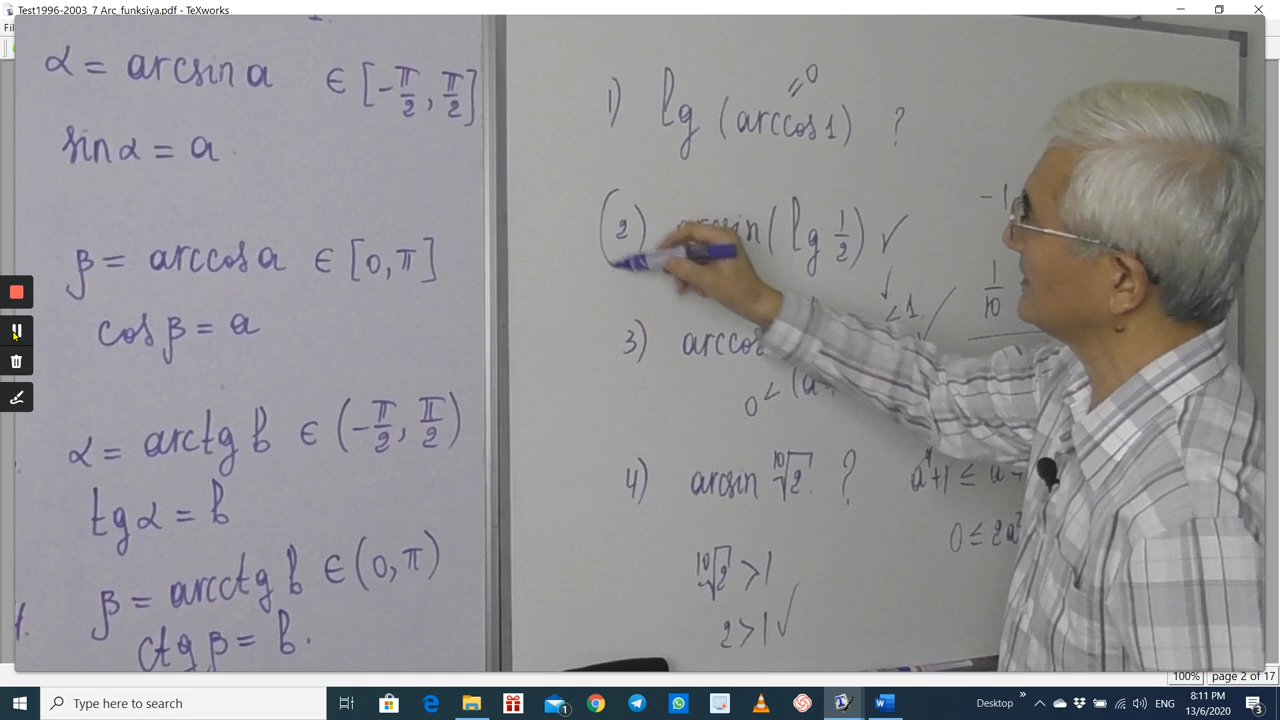 Test1996-2003_7 Arc_funksiya.pdf - TeXworks
α = arcsin a ∈ [-π/2, π/2]
sin α = a
β = arccos a ∈ [0, π]
cos β = a
α = arctg b ∈ (-π/2, π/2)
tg α = b
β = arcctg b ∈ (0, π)
ctg β = b.
= 0
1) lg (arccos 1) ?
2) arcsin (lg 1/2) ✓
-1
1/10
< 1
3) arccos
0 <
4) arcsin ¹⁰√2 ?
0 ≤ 2a²
¹⁰√2 > 1
2 > 1 ✓
100% page 2 of 17
Type here to search
Desktop
ENG
8:11 PM
13/6/2020